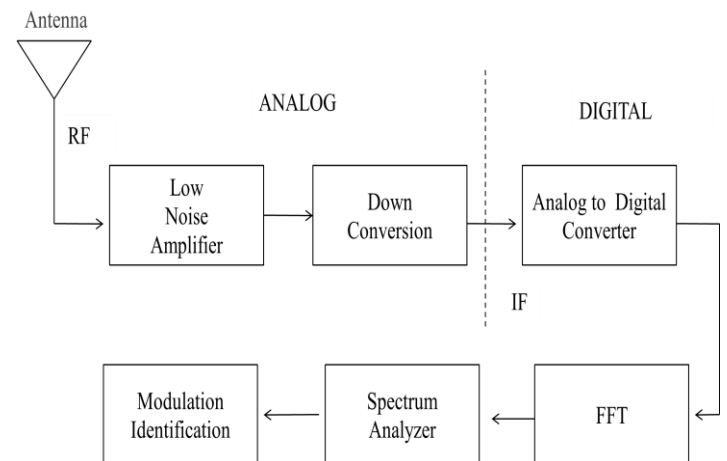 Antenna
ANALOG
DIGITAL
RF
Low
Noise
Amplifier
Down
Conversion
Analog to Digital
Converter
IF
Modulation
Identification
Spectrum
Analyzer
FFT